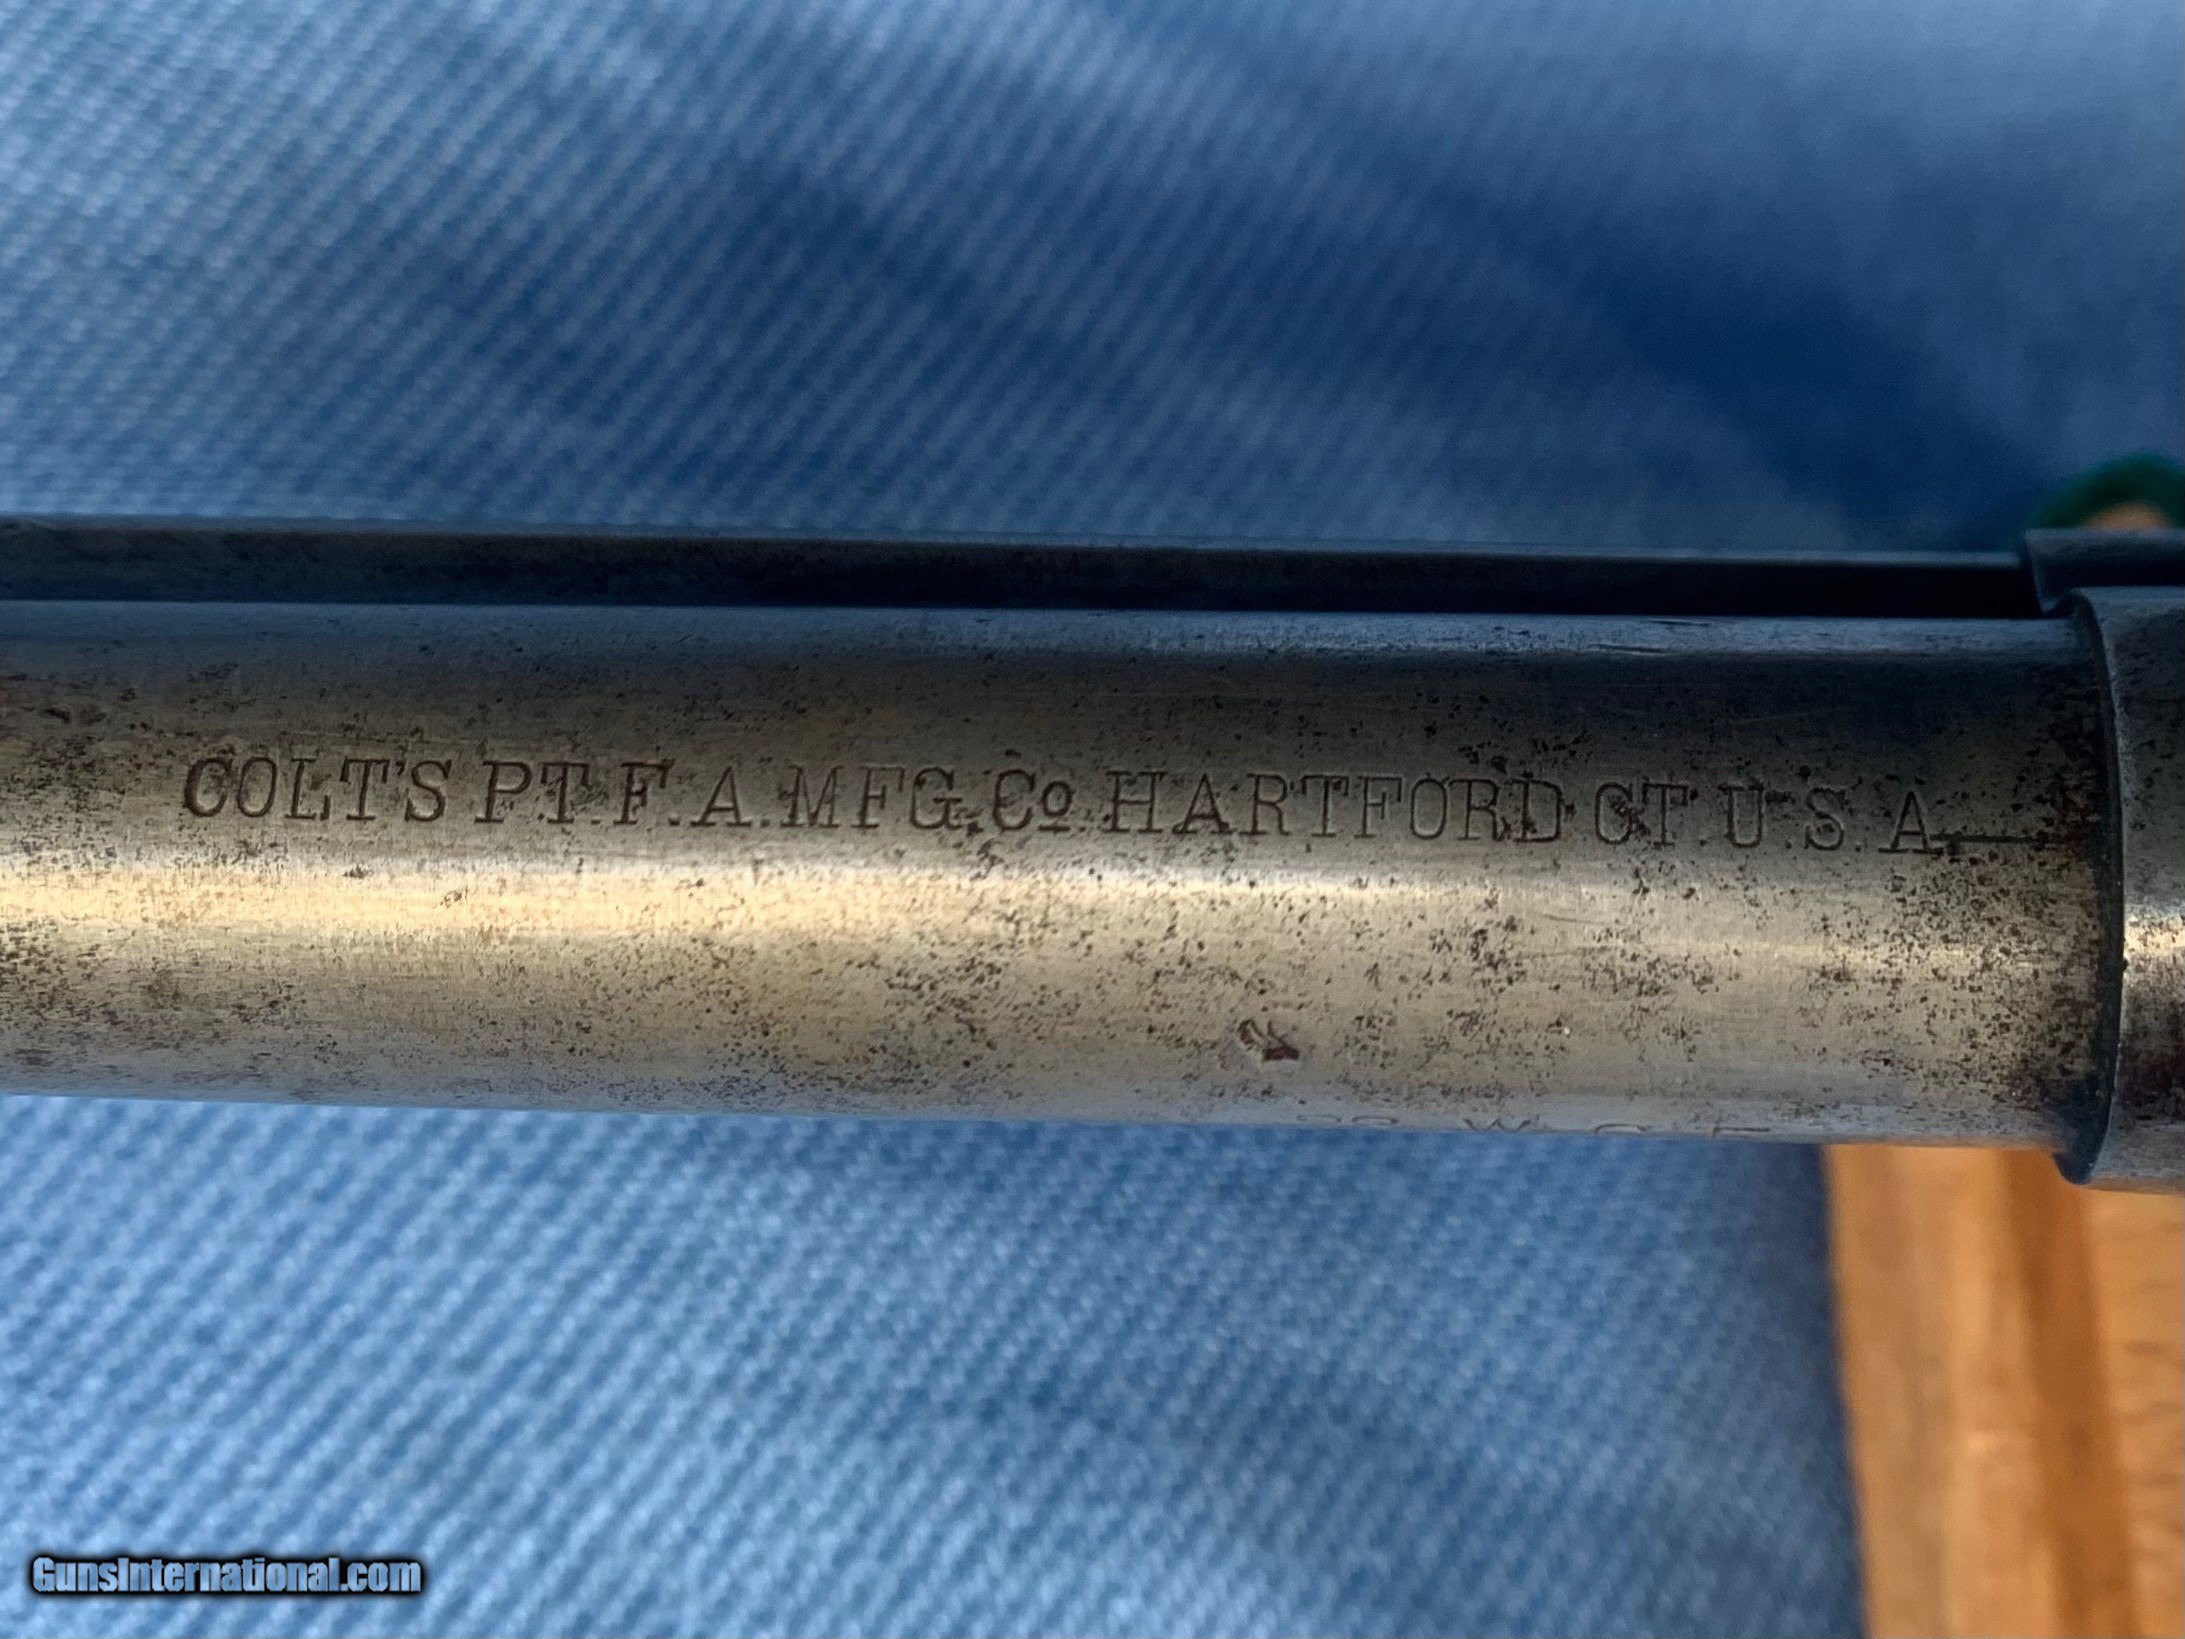 COLT'S PT. F. A. MFG. Co. HARTFORD CT. U.S.A.
W C F
GunsInternational.com